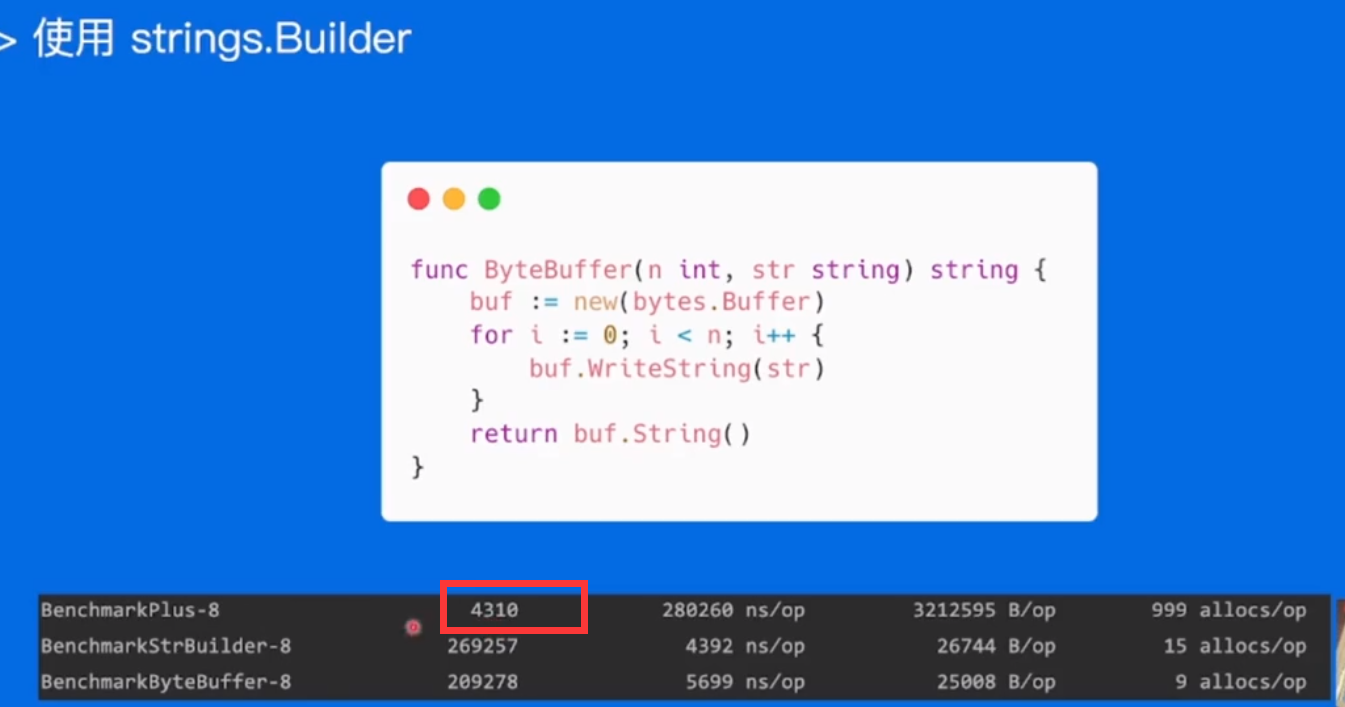 > 使用 strings.Builder
func ByteBuffer(n int, str string) string {
buf := new(bytes.Buffer)
for i := 0; i < n; i++ {
buf.WriteString(str)
}
return buf.String()
}
BenchmarkPlus-8 4310 280260 ns/op 3212595 B/op 999 allocs/op
BenchmarkStrBuilder-8 269257 4392 ns/op 26744 B/op 15 allocs/op
BenchmarkByteBuffer-8 209278 5699 ns/op 25008 B/op 9 allocs/op